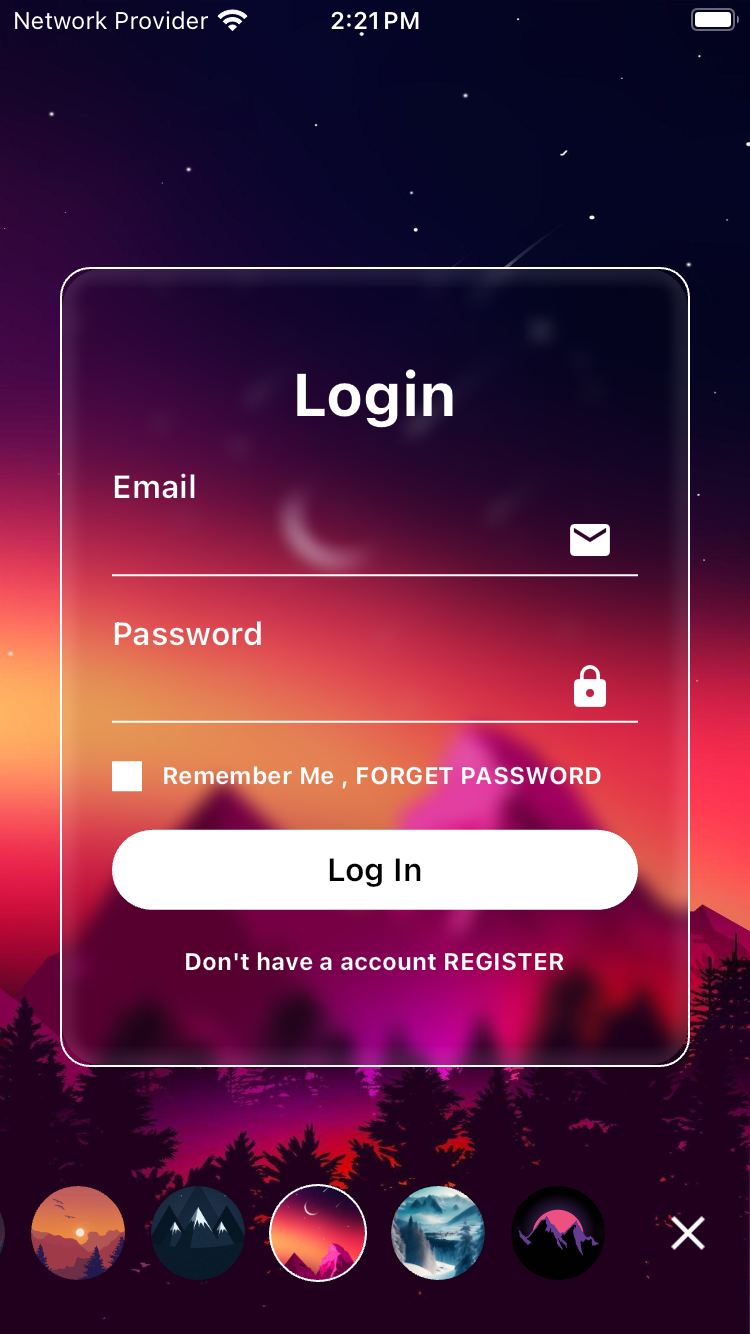 Network Provider 2:21 PM
Login
Email
Password
Remember Me , FORGET PASSWORD
Log In
Don't have a account REGISTER